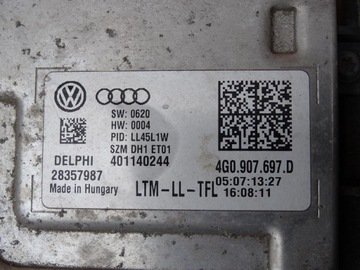 SW: 0620
HW: 0004
PID: LL45L1W
SZM DH1 ET01
DELPHI 401140244
28357987
Made in Hungary
LTM-LL-TFL
4G0.907.697.D
05:07:13:27
16:08:11